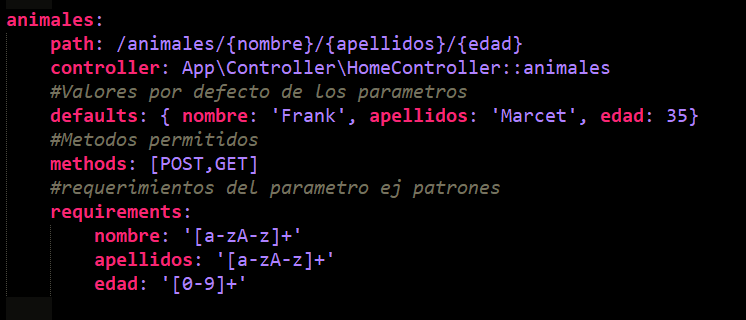 animales:
path: /animales/{nombre}/{apellidos}/{edad}
controller: App\Controller\HomeController::animales
#Valores por defecto de los parametros
defaults: { nombre: 'Frank', apellidos: 'Marcet', edad: 35}
#Metodos permitidos
methods: [POST,GET]
#requerimientos del parametro ej patrones
requirements:
nombre: '[a-zA-z]+'
apellidos: '[a-zA-z]+'
edad: '[0-9]+'